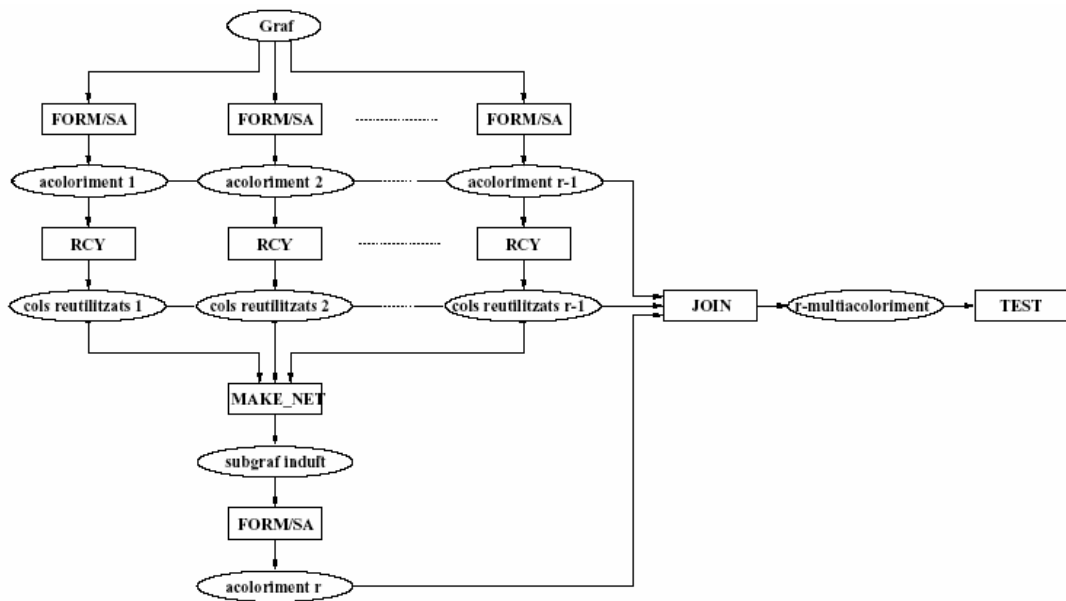 Graf
FORM/SA FORM/SA FORM/SA
acoloriment 1 acoloriment 2 acoloriment r-1
RCY RCY RCY
cols reutilitzats 1 cols reutilitzats 2 cols reutilitzats r-1 JOIN r-multiacoloriment TEST
MAKE_NET
subgraf induït
FORM/SA
acoloriment r